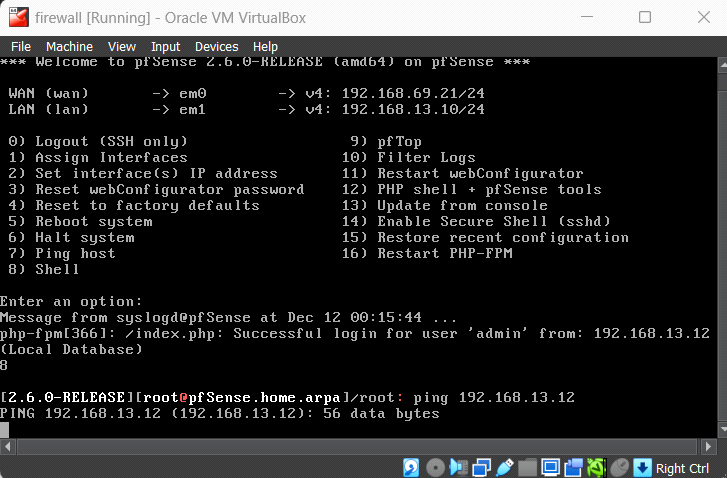 firewall [Running] - Oracle VM VirtualBox
File Machine View Input Devices Help
*** Welcome to pfSense 2.6.0-RELEASE (amd64) on pfSense ***
WAN (wan) -> em0 -> v4: 192.168.69.21/24
LAN (lan) -> em1 -> v4: 192.168.13.10/24
0) Logout (SSH only) 9) pfTop
1) Assign Interfaces 10) Filter Logs
2) Set interface(s) IP address 11) Restart webConfigurator
3) Reset webConfigurator password 12) PHP shell + pfSense tools
4) Reset to factory defaults 13) Update from console
5) Reboot system 14) Enable Secure Shell (sshd)
6) Halt system 15) Restore recent configuration
7) Ping host 16) Restart PHP-FPM
8) Shell
Enter an option:
Message from syslogd@pfSense at Dec 12 00:15:44 ...
php-fpm[366]: /index.php: Successful login for user 'admin' from: 192.168.13.12
(Local Database)
8
[2.6.0-RELEASE][root@pfSense.home.arpa]/root: ping 192.168.13.12
PING 192.168.13.12 (192.168.13.12): 56 data bytes
Right Ctrl